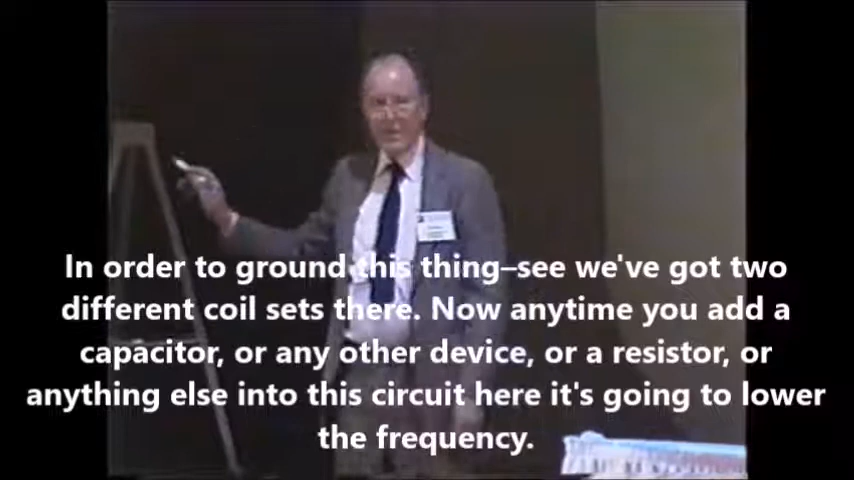 In order to ground this thing–see we've got two
different coil sets there. Now anytime you add a
capacitor, or any other device, or a resistor, or
anything else into this circuit here it's going to lower
the frequency.